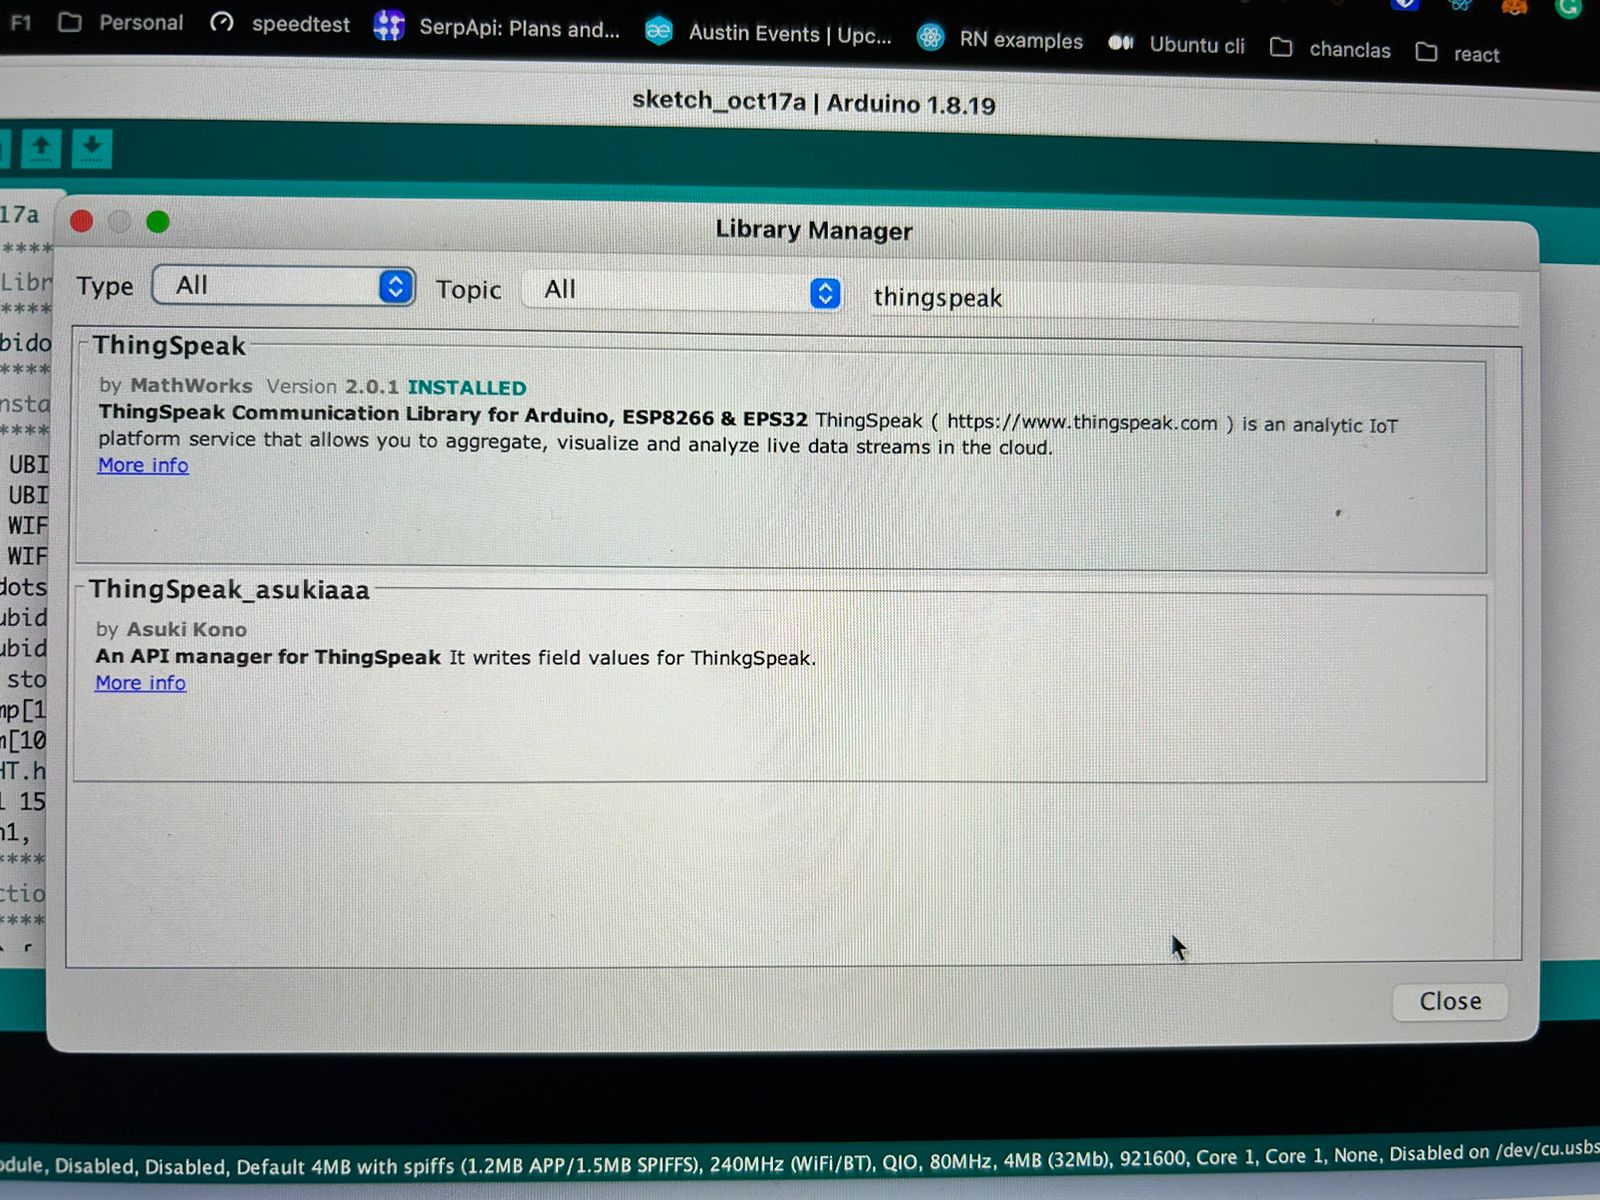 F1 Personal speedtest SerpApi: Plans and... Austin Events | Upc... RN examples Ubuntu cli chanclas react
sketch_oct17a | Arduino 1.8.19
17a
Library Manager
****
Libr
Type All Topic All thingspeak
****
bido
ThingSpeak
****
by MathWorks Version 2.0.1 INSTALLED
nsta
ThingSpeak Communication Library for Arduino, ESP8266 & EPS32 ThingSpeak ( https://www.thingspeak.com ) is an analytic IoT
****
platform service that allows you to aggregate, visualize and analyze live data streams in the cloud.
UBI
More info
UBI
WIF
WIF
dots
ThingSpeak_asukiaaa
ubid
by Asuki Kono
ubid
An API manager for ThingSpeak It writes field values for ThinkgSpeak.
sto
More info
mp[1
m[10
HT.h
l 15
n1,
****
ctio
****
Close
odule, Disabled, Disabled, Default 4MB with spiffs (1.2MB APP/1.5MB SPIFFS), 240MHz (WiFi/BT), QIO, 80MHz, 4MB (32Mb), 921600, Core 1, Core 1, None, Disabled on /dev/cu.usbs